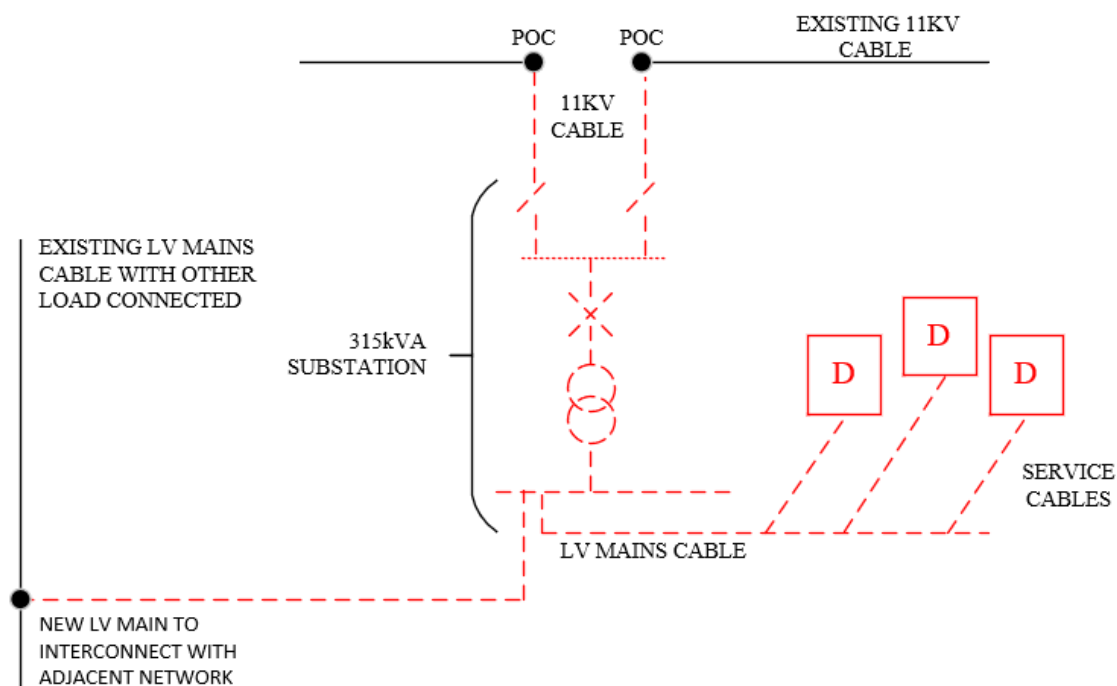 POC
POC
EXISTING 11KV
CABLE
11KV
CABLE
EXISTING LV MAINS
CABLE WITH OTHER
LOAD CONNECTED
315kVA
SUBSTATION
D
D
D
SERVICE
CABLES
LV MAINS CABLE
NEW LV MAIN TO
INTERCONNECT WITH
ADJACENT NETWORK